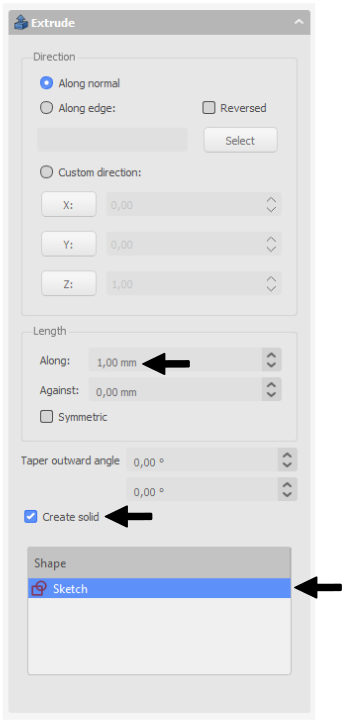 Extrude
Direction
Along normal
Along edge: Reversed
Select
Custom direction:
X: 0,00
Y: 0,00
Z: 1,00
Length
Along: 1,00 mm
Against: 0,00 mm
Symmetric
Taper outward angle 0,00 °
0,00 °
Create solid
Shape
Sketch